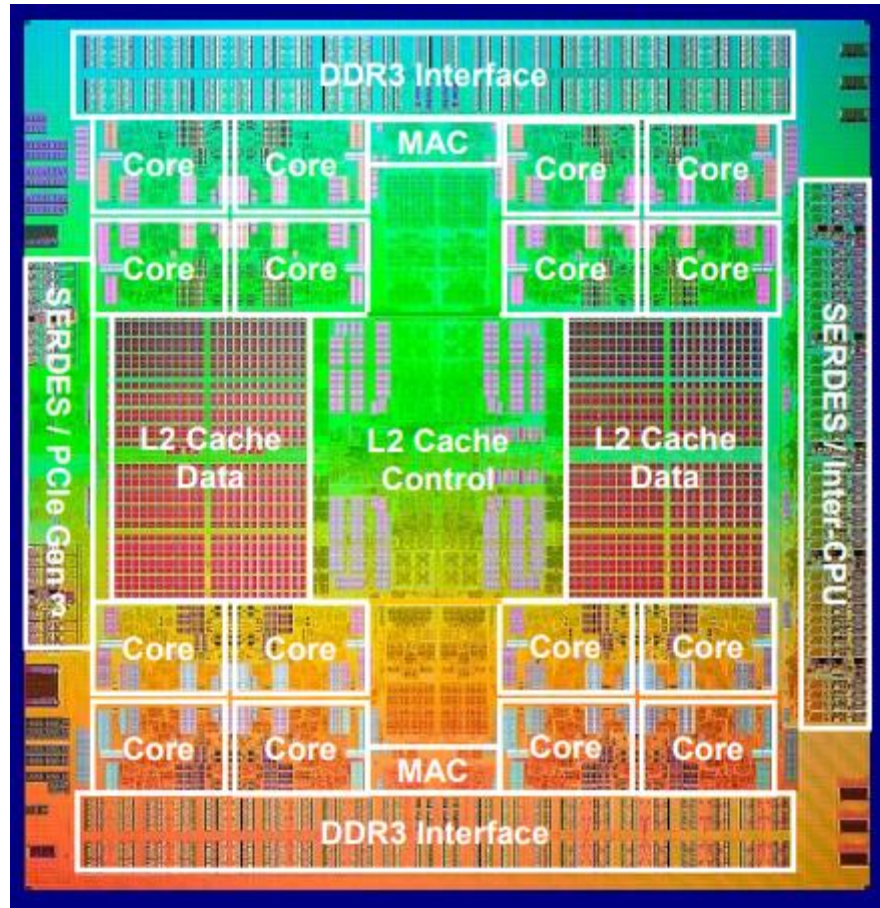 DDR3 Interface
MAC
Core
Core
Core
Core
Core
Core
Core
Core
SERDES / PCIe Gen 3
L2 Cache
Data
L2 Cache
Control
L2 Cache
Data
SERDES / Inter-CPU
Core
Core
Core
Core
Core
Core
Core
Core
MAC
DDR3 Interface